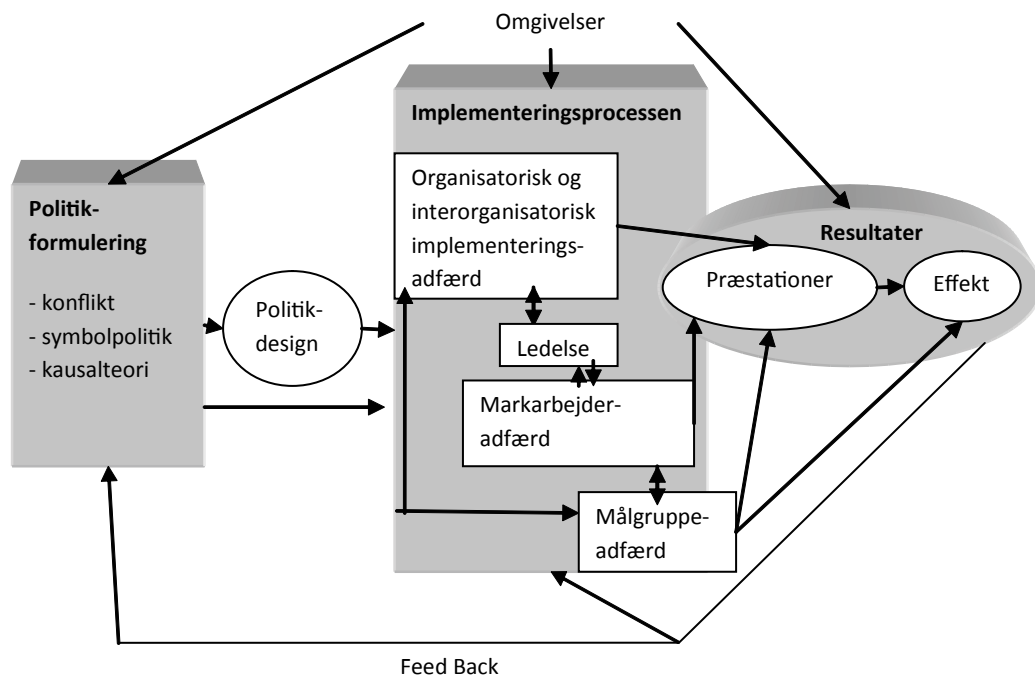 Omgivelser
Implementeringsprocessen
Organisatorisk og
interorganisatorisk
implementerings-
adfærd
Politik-
formulering
- konflikt
- symbolpolitik
- kausalteori
Politik-
design
Ledelse
Markarbejder-
adfærd
Målgruppe-
adfærd
Resultater
Præstationer
Effekt
Feed Back